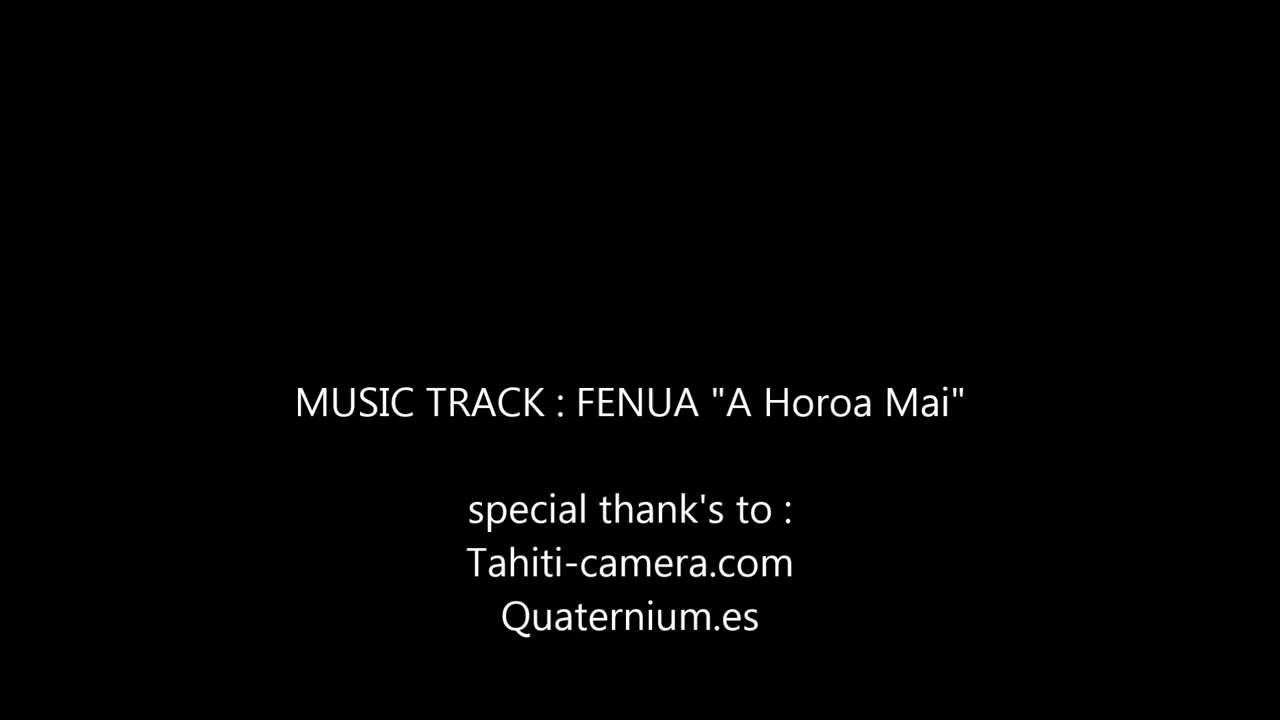 MUSIC TRACK : FENUA "A Horoa Mai"
special thank's to :
Tahiti-camera.com
Quaternium.es